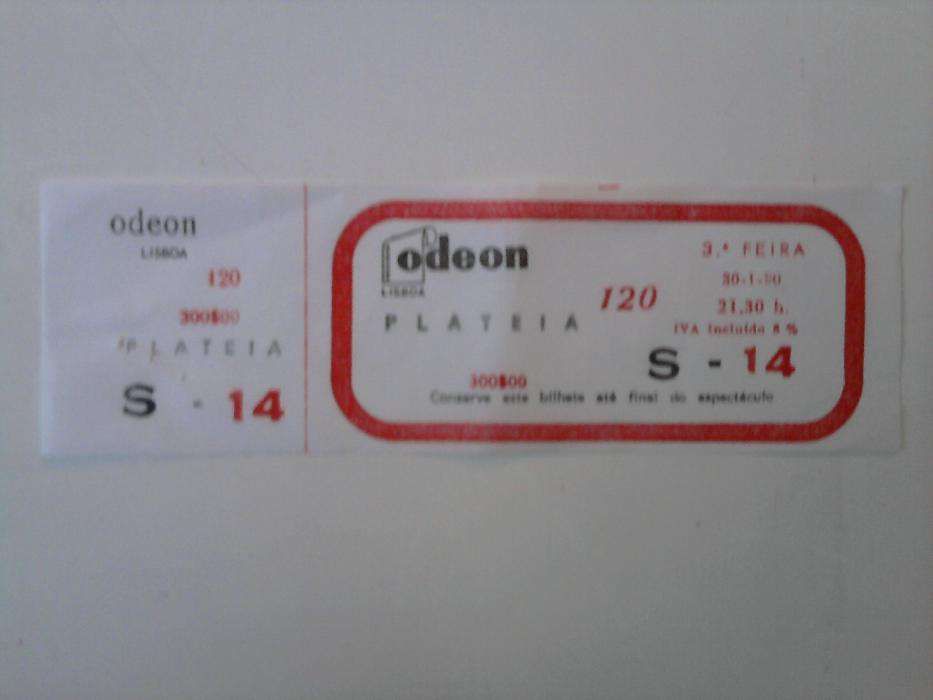 odeon
LISBOA
120
300$00
PLATEIA
S - 14
odeon
LISBOA
PLATEIA
120
3.ª FEIRA
30-1-90
21,30 h.
IVA Incluído 8 %
S - 14
300$00
Conserve este bilhete até final do espectáculo